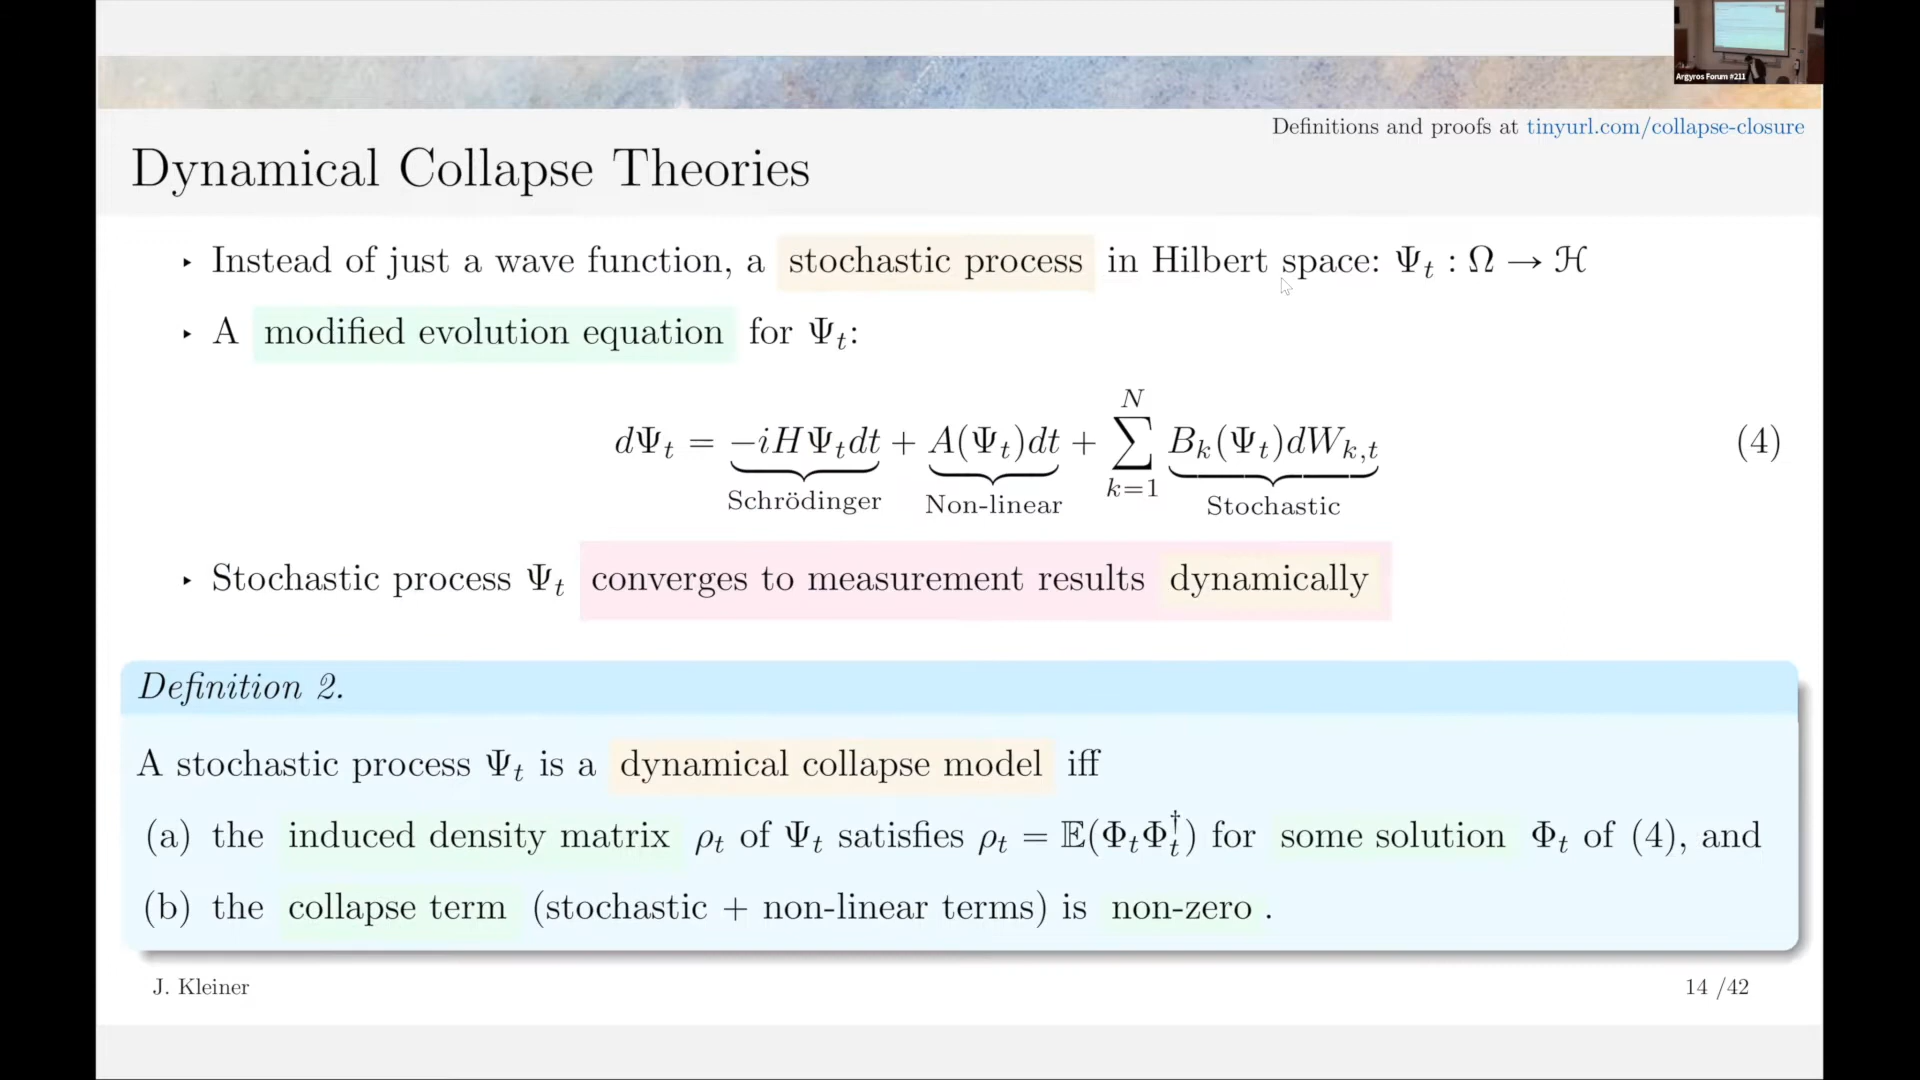 Argyros Forum #211
Definitions and proofs at tinyurl.com/collapse-closure
Dynamical Collapse Theories
‣ Instead of just a wave function, a stochastic process in Hilbert space: Ψ_t : Ω → ℋ
‣ A modified evolution equation for Ψ_t:
dΨ_t = −iHΨ_t dt + A(Ψ_t)dt + ∑_{k=1}^{N} B_k(Ψ_t)dW_{k,t} (4)
Schrödinger Non-linear Stochastic
‣ Stochastic process Ψ_t converges to measurement results dynamically
Definition 2.
A stochastic process Ψ_t is a dynamical collapse model iff
(a) the induced density matrix ρ_t of Ψ_t satisfies ρ_t = 𝔼(Φ_tΦ_t^†) for some solution Φ_t of (4), and
(b) the collapse term (stochastic + non-linear terms) is non-zero .
J. Kleiner 14 /42